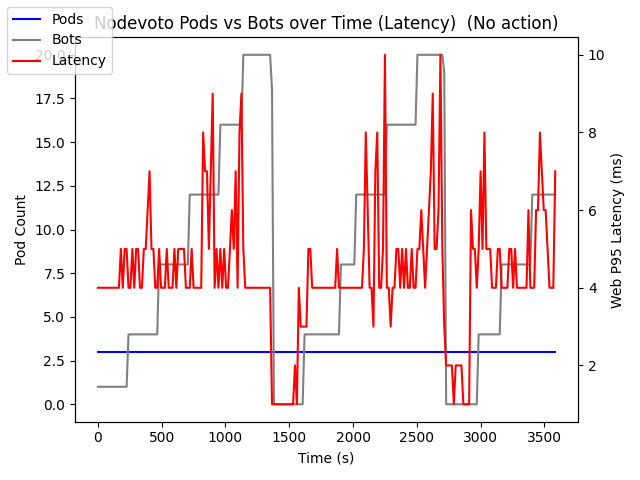 Nodevoto Pods vs Bots over Time (Latency)  (No action)
Pods
Bots
Latency
20.0
17.5
15.0
12.5
10.0
7.5
5.0
2.5
0.0
Pod Count
10
8
6
4
2
Web P95 Latency (ms)
0 500 1000 1500 2000 2500 3000 3500
Time (s)